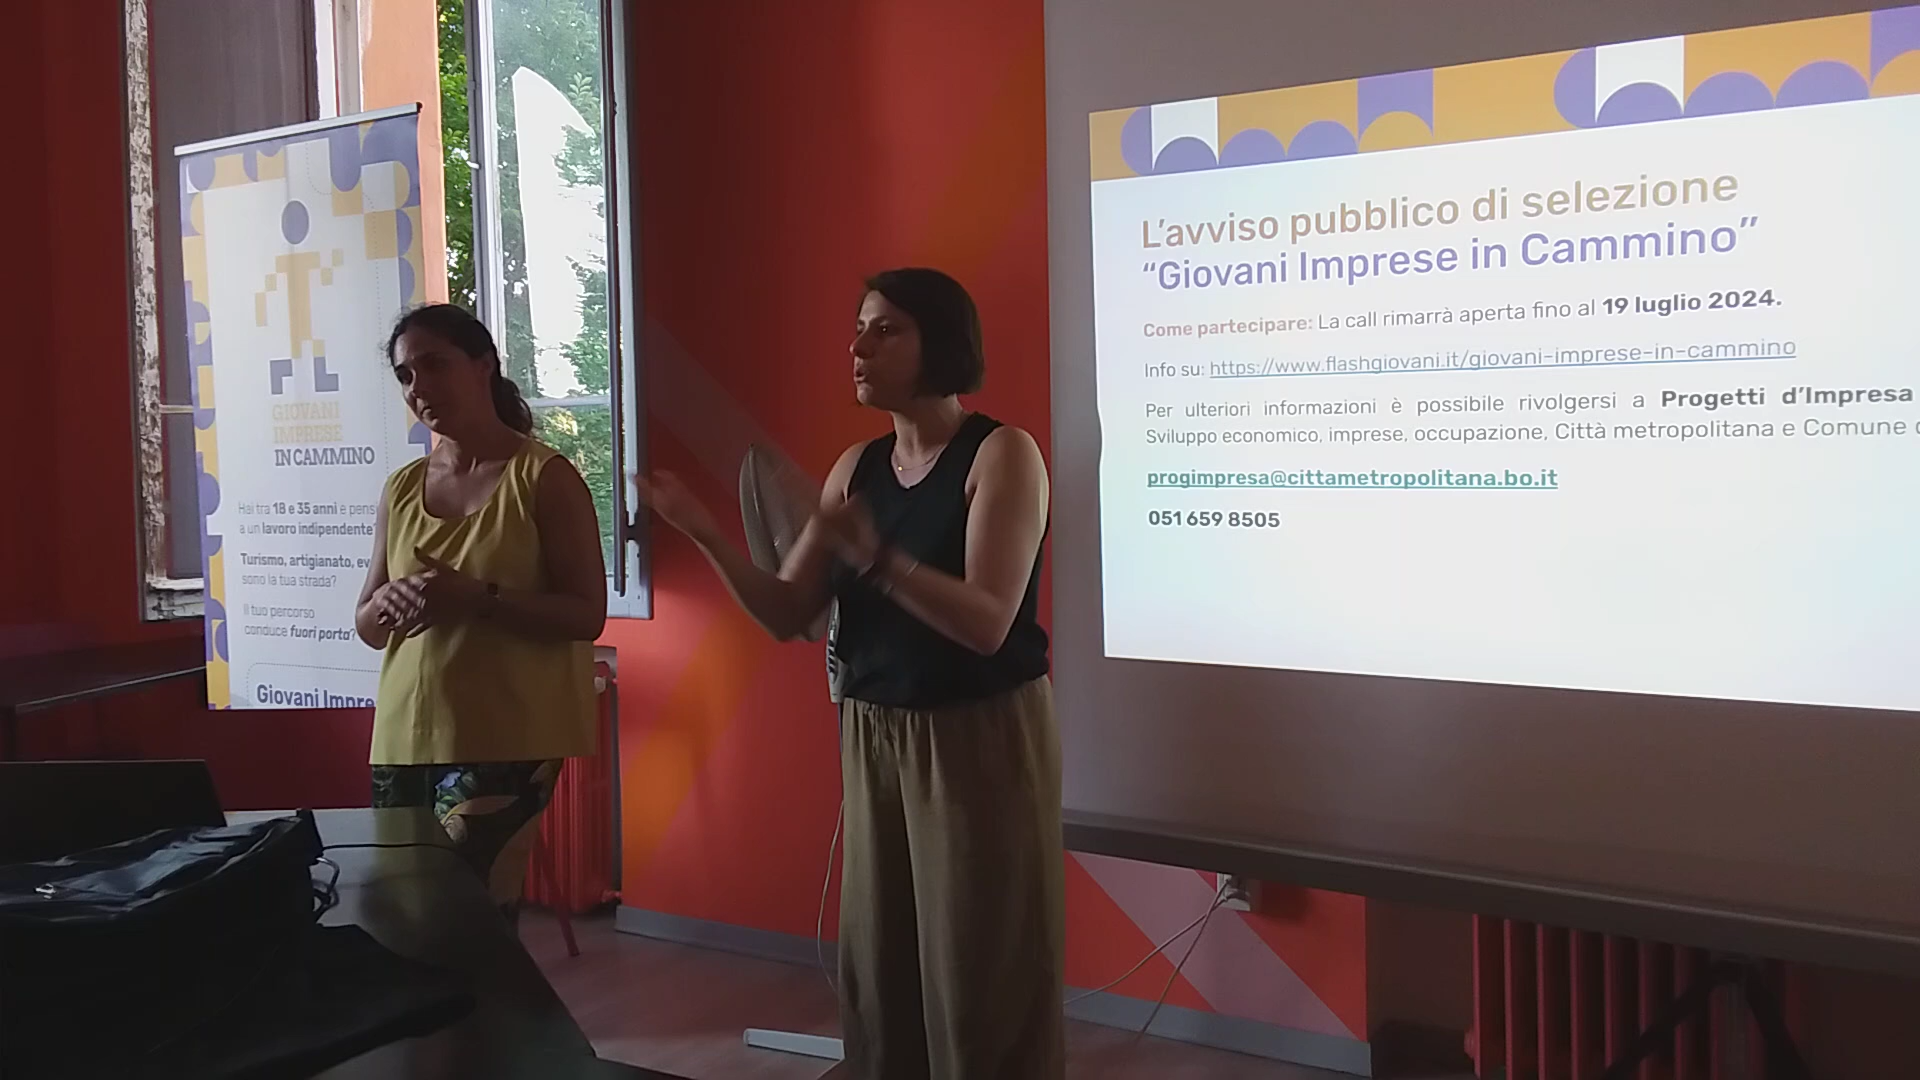 GIOVANI
IMPRESE
IN CAMMINO
Hai tra 18 e 35 anni e pensi
a un lavoro indipendente?
Turismo, artigianato, ev
sono la tua strada?
Il tuo percorso
conduce fuori porta?
Giovani Impre
L'avviso pubblico di selezione
“Giovani Imprese in Cammino”
Come partecipare: La call rimarrà aperta fino al 19 luglio 2024.
Info su: https://www.flashgiovani.it/giovani-imprese-in-cammino
Per ulteriori informazioni è possibile rivolgersi a Progetti d'Impresa
Sviluppo economico, imprese, occupazione, Città metropolitana e Comune
progimpresa@cittametropolitana.bo.it
051 659 8505